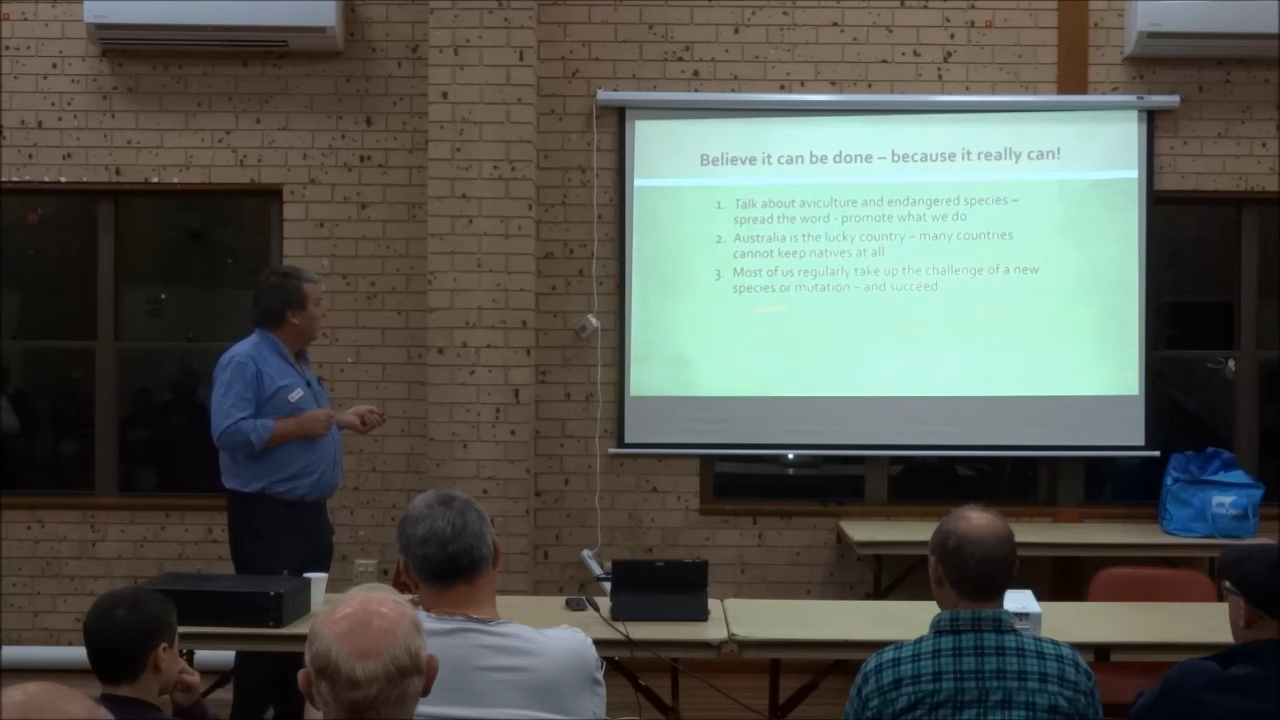 Believe it can be done – because it really can!
1. Talk about aviculture and endangered species –
spread the word - promote what we do
2. Australia is the lucky country – many countries
cannot keep natives at all
3. Most of us regularly take up the challenge of a new
species or mutation – and succeed